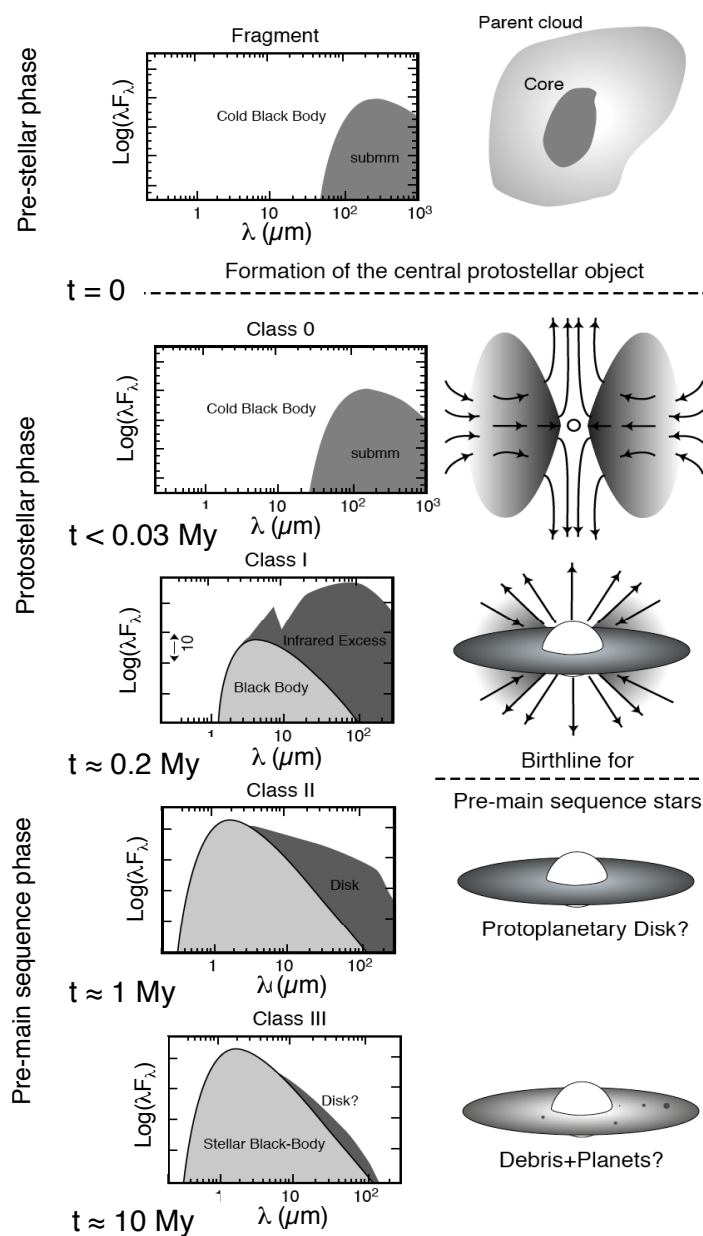 Pre-stellar phase
Fragment
Log(λFλ)
Cold Black Body
submm
1 10 10² 10³
λ (µm)
Parent cloud
Core
t = 0
Formation of the central protostellar object
Protostellar phase
Class 0
Log(λFλ)
Cold Black Body
submm
1 10 10² 10³
λ (µm)
t < 0.03 My
Class I
Log(λFλ)
10
Infrared Excess
Black Body
1 10 10²
λ (µm)
t ≈ 0.2 My
Birthline for
Pre-main sequence stars
Pre-main sequence phase
Class II
Log(λFλ)
Disk
1 10 10²
λ (µm)
Protoplanetary Disk?
t ≈ 1 My
Class III
Log(λFλ)
Disk?
Stellar Black-Body
1 10 10²
λ (µm)
Debris+Planets?
t ≈ 10 My